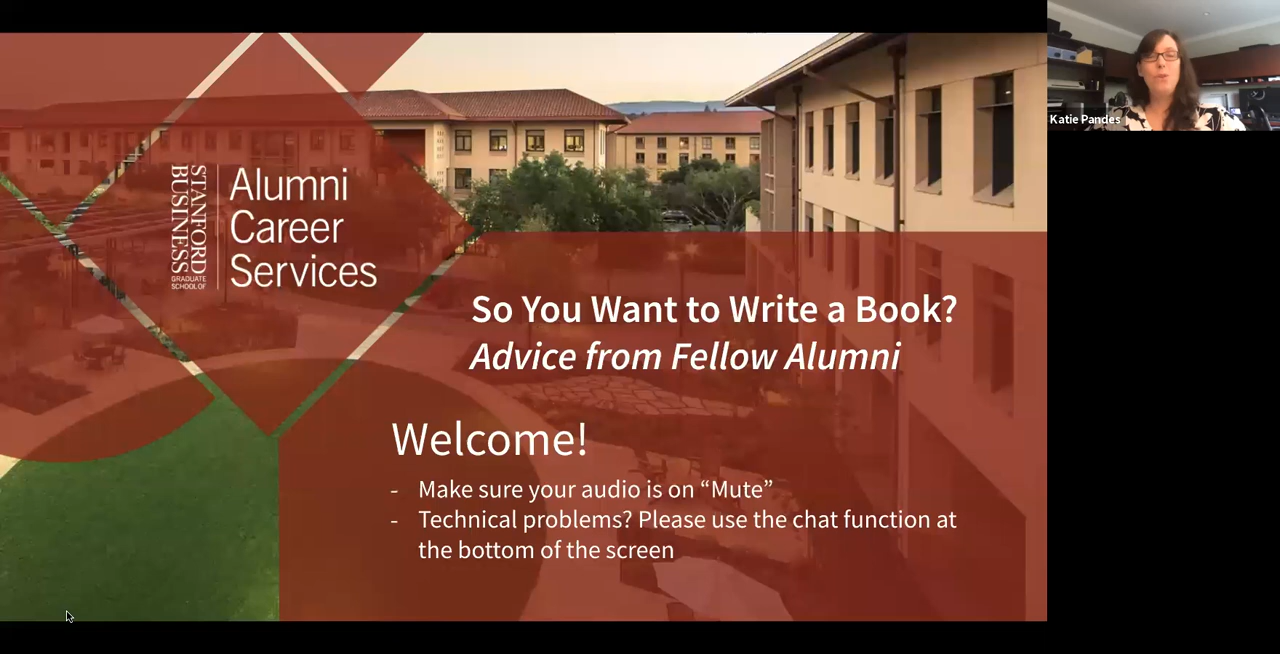 STANFORD
BUSINESS
GRADUATE
SCHOOL OF
Alumni
Career
Services
So You Want to Write a Book?
Advice from Fellow Alumni
Welcome!
- Make sure your audio is on “Mute”
- Technical problems? Please use the chat function at
the bottom of the screen
Katie Pandes